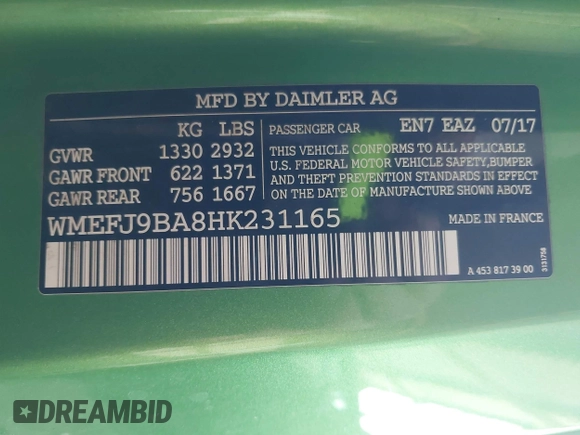 MFD BY DAIMLER AG
KG LBS
GVWR 1330 2932
GAWR FRONT 622 1371
GAWR REAR 756 1667
PASSENGER CAR EN7 EAZ 07/17
THIS VEHICLE CONFORMS TO ALL APPLICABLE
U.S. FEDERAL MOTOR VEHICLE SAFETY,BUMPER
AND THEFT PREVENTION STANDARDS IN EFFECT
ON THE DATE OF MANUFACTURE SHOWN ABOVE.
WMEFJ9BA8HK231165
MADE IN FRANCE
A 453 817 39 00
3131758
DREAMBID